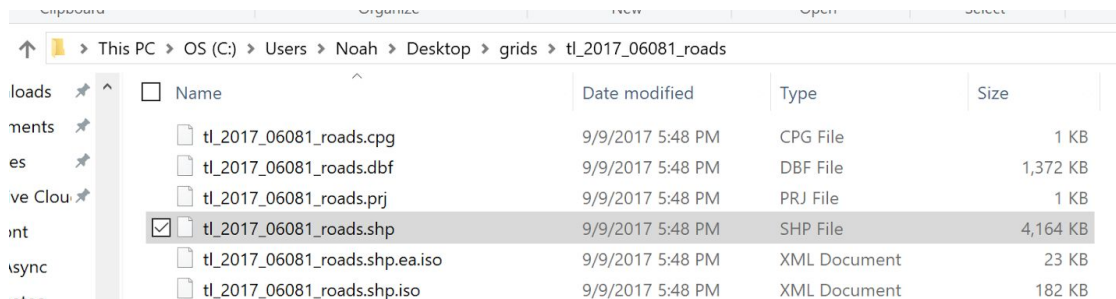 Clipboard Organize New Open Select
This PC > OS (C:) > Users > Noah > Desktop > grids > tl_2017_06081_roads
loads Name Date modified Type Size
ments tl_2017_06081_roads.cpg 9/9/2017 5:48 PM CPG File 1 KB
es tl_2017_06081_roads.dbf 9/9/2017 5:48 PM DBF File 1,372 KB
ve Clou tl_2017_06081_roads.prj 9/9/2017 5:48 PM PRJ File 1 KB
ont tl_2017_06081_roads.shp 9/9/2017 5:48 PM SHP File 4,164 KB
Async tl_2017_06081_roads.shp.ea.iso 9/9/2017 5:48 PM XML Document 23 KB
tl_2017_06081_roads.shp.iso 9/9/2017 5:48 PM XML Document 182 KB